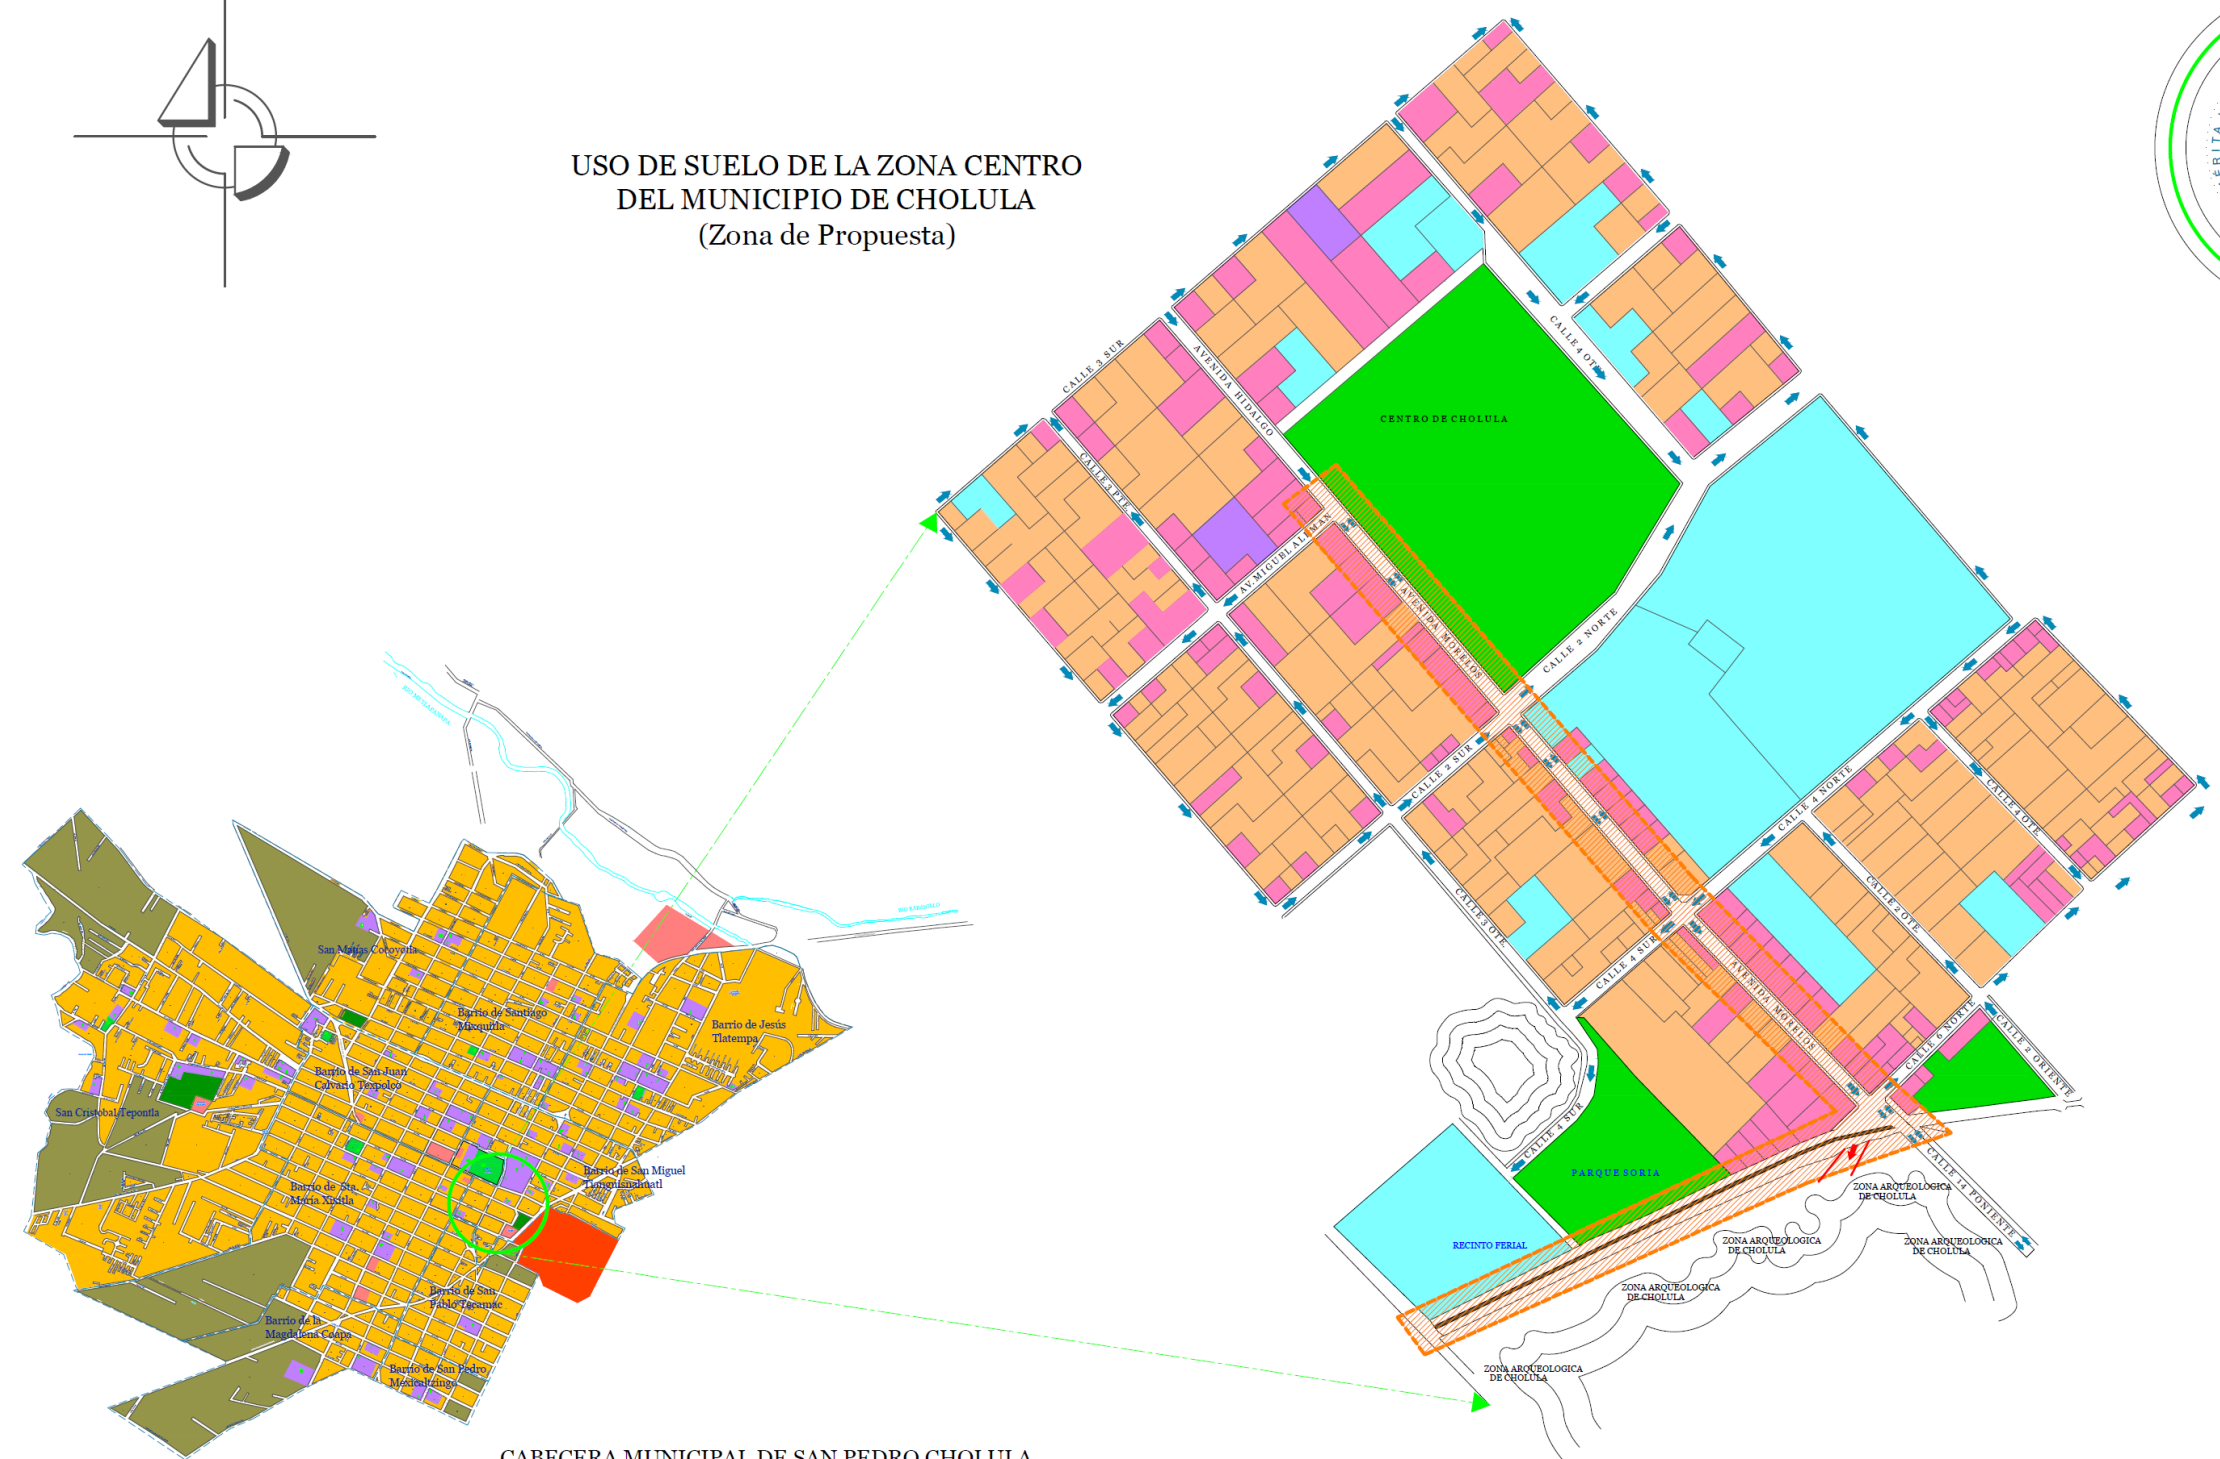 USO DE SUELO DE LA ZONA CENTRO
DEL MUNICIPIO DE CHOLULA
(Zona de Propuesta)
CALLE 3 SUR
AVENIDA HIDALGO
CALLE 4 OTE
CENTRO DE CHOLULA
CALLE 3 PTE.
AV. MIGUEL ALEMAN
AVENIDA MORELOS
CALLE 2 NORTE
CALLE 2 SUR
CALLE 4 NORTE
CALLE 4 OTE.
CALLE 3 OTE.
CALLE 2 OTE.
CALLE 4 SUR
AVENIDA MORELOS
CALLE 6 NORTE
CALLE 2 ORIENTE
CALLE 4 SUR
PARQUE SORIA
CALLE 14 PONIENTE
RECINTO FERIAL
ZONA ARQUEOLOGICA
DE CHOLULA
ZONA ARQUEOLOGICA
DE CHOLULA
ZONA ARQUEOLOGICA
DE CHOLULA
ZONA ARQUEOLOGICA
DE CHOLULA
ZONA ARQUEOLOGICA
DE CHOLULA
San Matías Cocoyotla
Barrio de Santiago
Mixquitla
Barrio de Jesús
Tlatempa
Barrio de San Juan
Calvario Texpolco
San Cristobal Tepontla
Barrio de San Miguel
Tianguisnahuatl
Barrio de Sta.
María Xixitla
Barrio de San
Pablo Tecamac
Barrio de la
Magdalena Coapa
Barrio de San Pedro
Mexicaltzingo
CABECERA MUNICIPAL DE SAN PEDRO CHOLULA